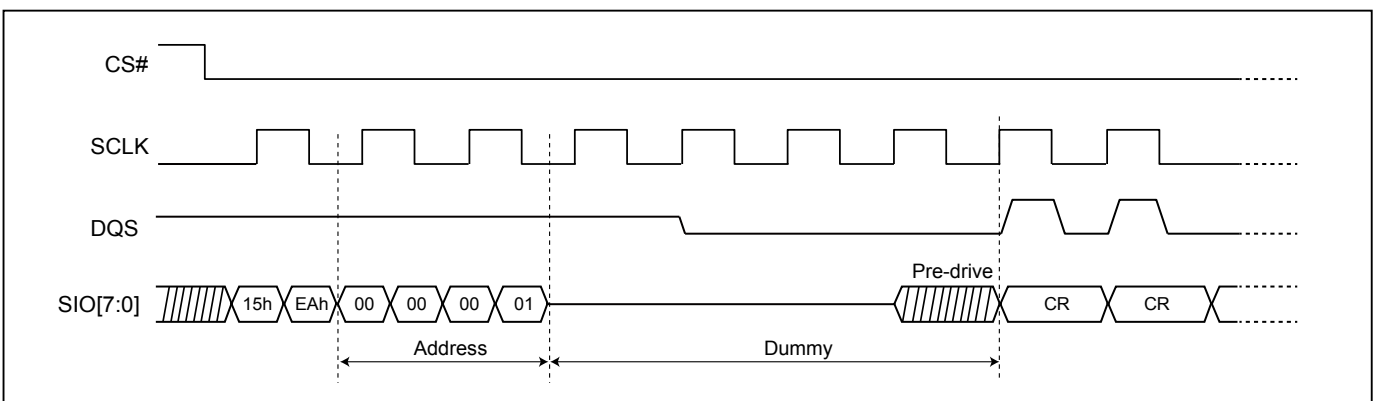 CS#
SCLK
DQS
Pre-drive
SIO[7:0] 15h EAh 00 00 00 01 CR CR
Address Dummy